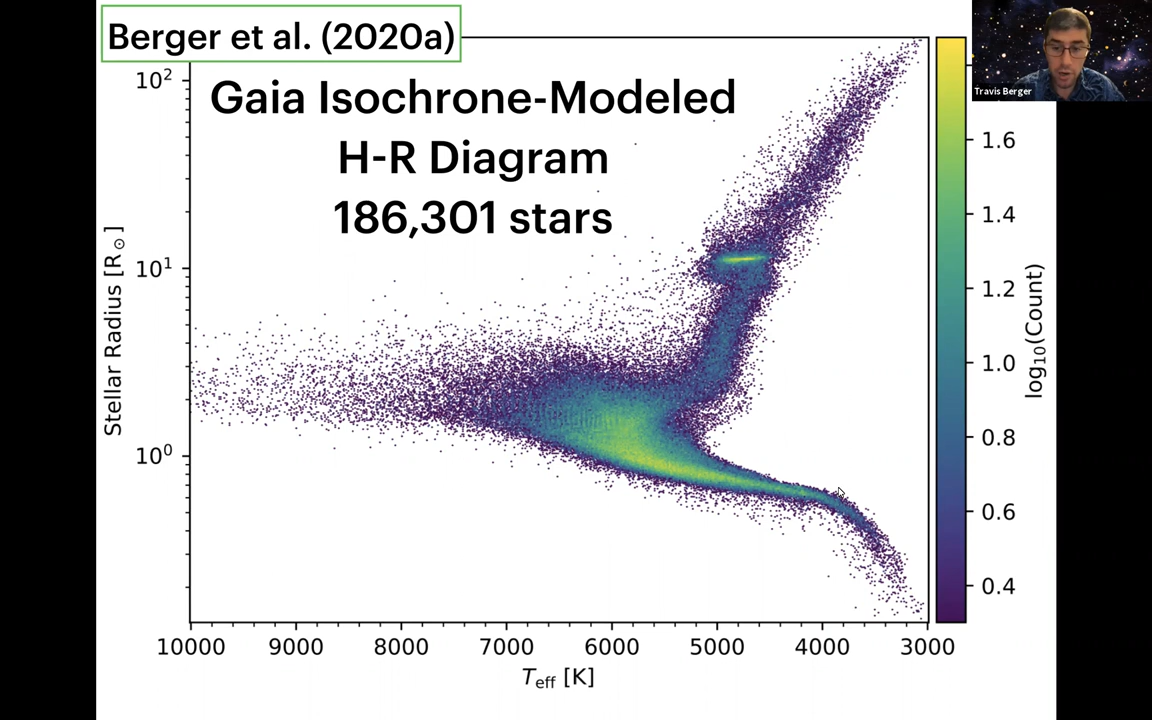 Berger et al. (2020a)
Gaia Isochrone-Modeled
H-R Diagram
186,301 stars
Travis Berger
10²
10¹
10⁰
Stellar Radius [R⊙]
10000 9000 8000 7000 6000 5000 4000 3000
Teff [K]
1.6
1.4
1.2
1.0
0.8
0.6
0.4
log₁₀(Count)